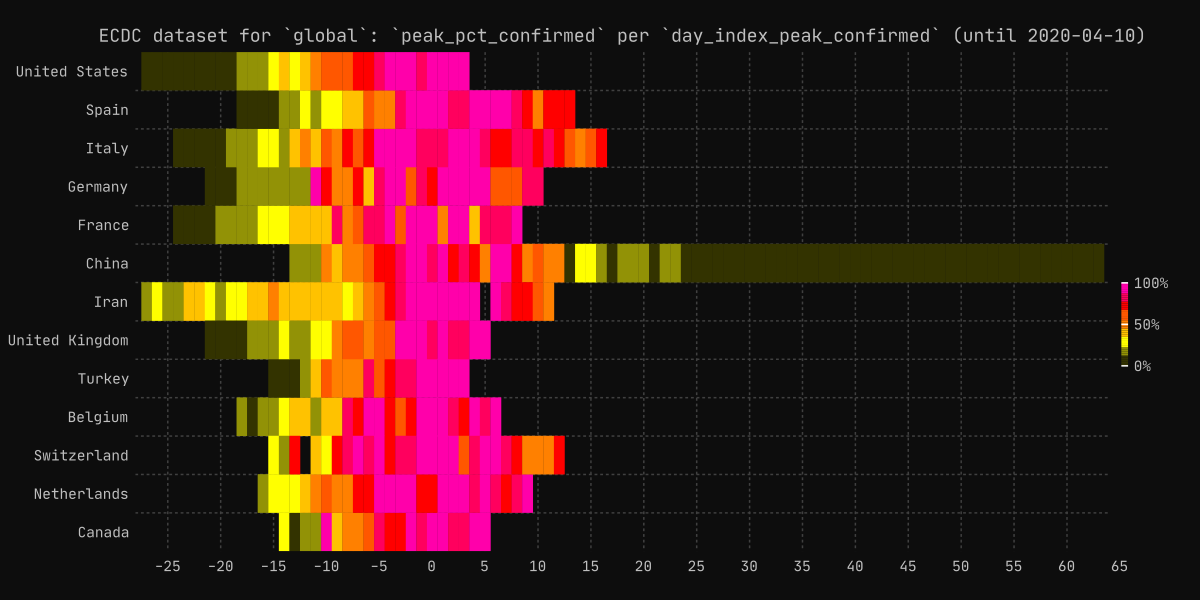 ECDC dataset for `global`: `peak_pct_confirmed` per `day_index_peak_confirmed` (until 2020-04-10)
United States
Spain
Italy
Germany
France
China
Iran
United Kingdom
Turkey
Belgium
Switzerland
Netherlands
Canada
100%
50%
0%
-25 -20 -15 -10 -5 0 5 10 15 20 25 30 35 40 45 50 55 60 65